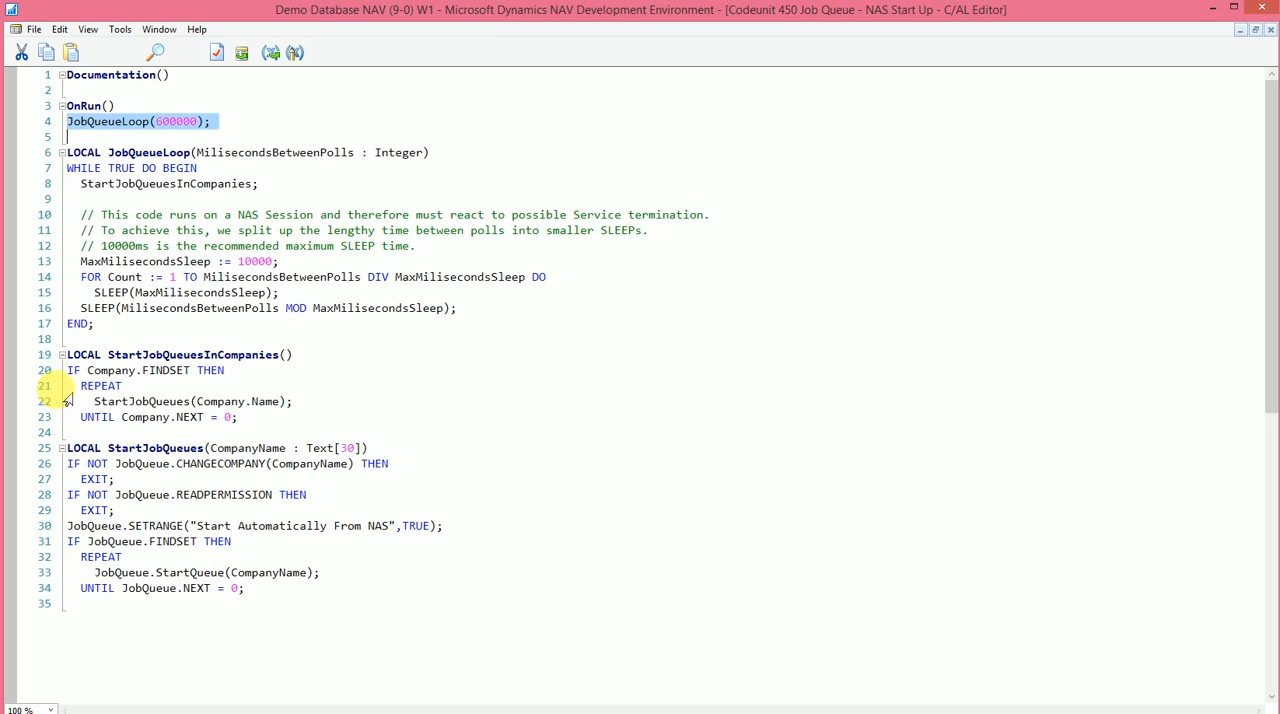 Demo Database NAV (9-0) W1 - Microsoft Dynamics NAV Development Environment - [Codeunit 450 Job Queue - NAS Start Up - C/AL Editor]
File Edit View Tools Window Help
1 Documentation()
2
3 OnRun()
4 JobQueueLoop(600000);
5
6 LOCAL JobQueueLoop(MilisecondsBetweenPolls : Integer)
7 WHILE TRUE DO BEGIN
8 StartJobQueuesInCompanies;
9
10 // This code runs on a NAS Session and therefore must react to possible Service termination.
11 // To achieve this, we split up the lengthy time between polls into smaller SLEEPs.
12 // 10000ms is the recommended maximum SLEEP time.
13 MaxMilisecondsSleep := 10000;
14 FOR Count := 1 TO MilisecondsBetweenPolls DIV MaxMilisecondsSleep DO
15 SLEEP(MaxMilisecondsSleep);
16 SLEEP(MilisecondsBetweenPolls MOD MaxMilisecondsSleep);
17 END;
18
19 LOCAL StartJobQueuesInCompanies()
20 IF Company.FINDSET THEN
21 REPEAT
22 StartJobQueues(Company.Name);
23 UNTIL Company.NEXT = 0;
24
25 LOCAL StartJobQueues(CompanyName : Text[30])
26 IF NOT JobQueue.CHANGECOMPANY(CompanyName) THEN
27 EXIT;
28 IF NOT JobQueue.READPERMISSION THEN
29 EXIT;
30 JobQueue.SETRANGE("Start Automatically From NAS",TRUE);
31 IF JobQueue.FINDSET THEN
32 REPEAT
33 JobQueue.StartQueue(CompanyName);
34 UNTIL JobQueue.NEXT = 0;
35
100 %